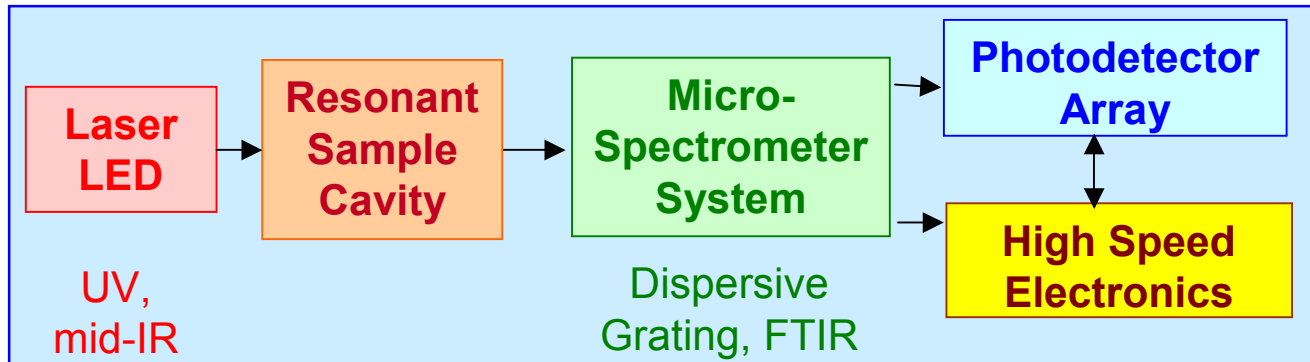 Laser
LED
UV,
mid-IR
Resonant
Sample
Cavity
Micro-
Spectrometer
System
Dispersive
Grating, FTIR
Photodetector
Array
High Speed
Electronics